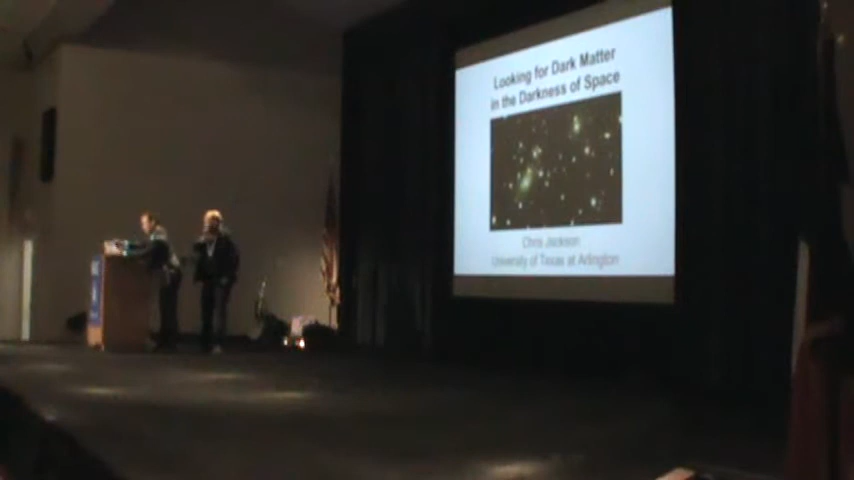 Looking for Dark Matter
in the Darkness of Space
Chris Jackson
University of Texas at Arlington